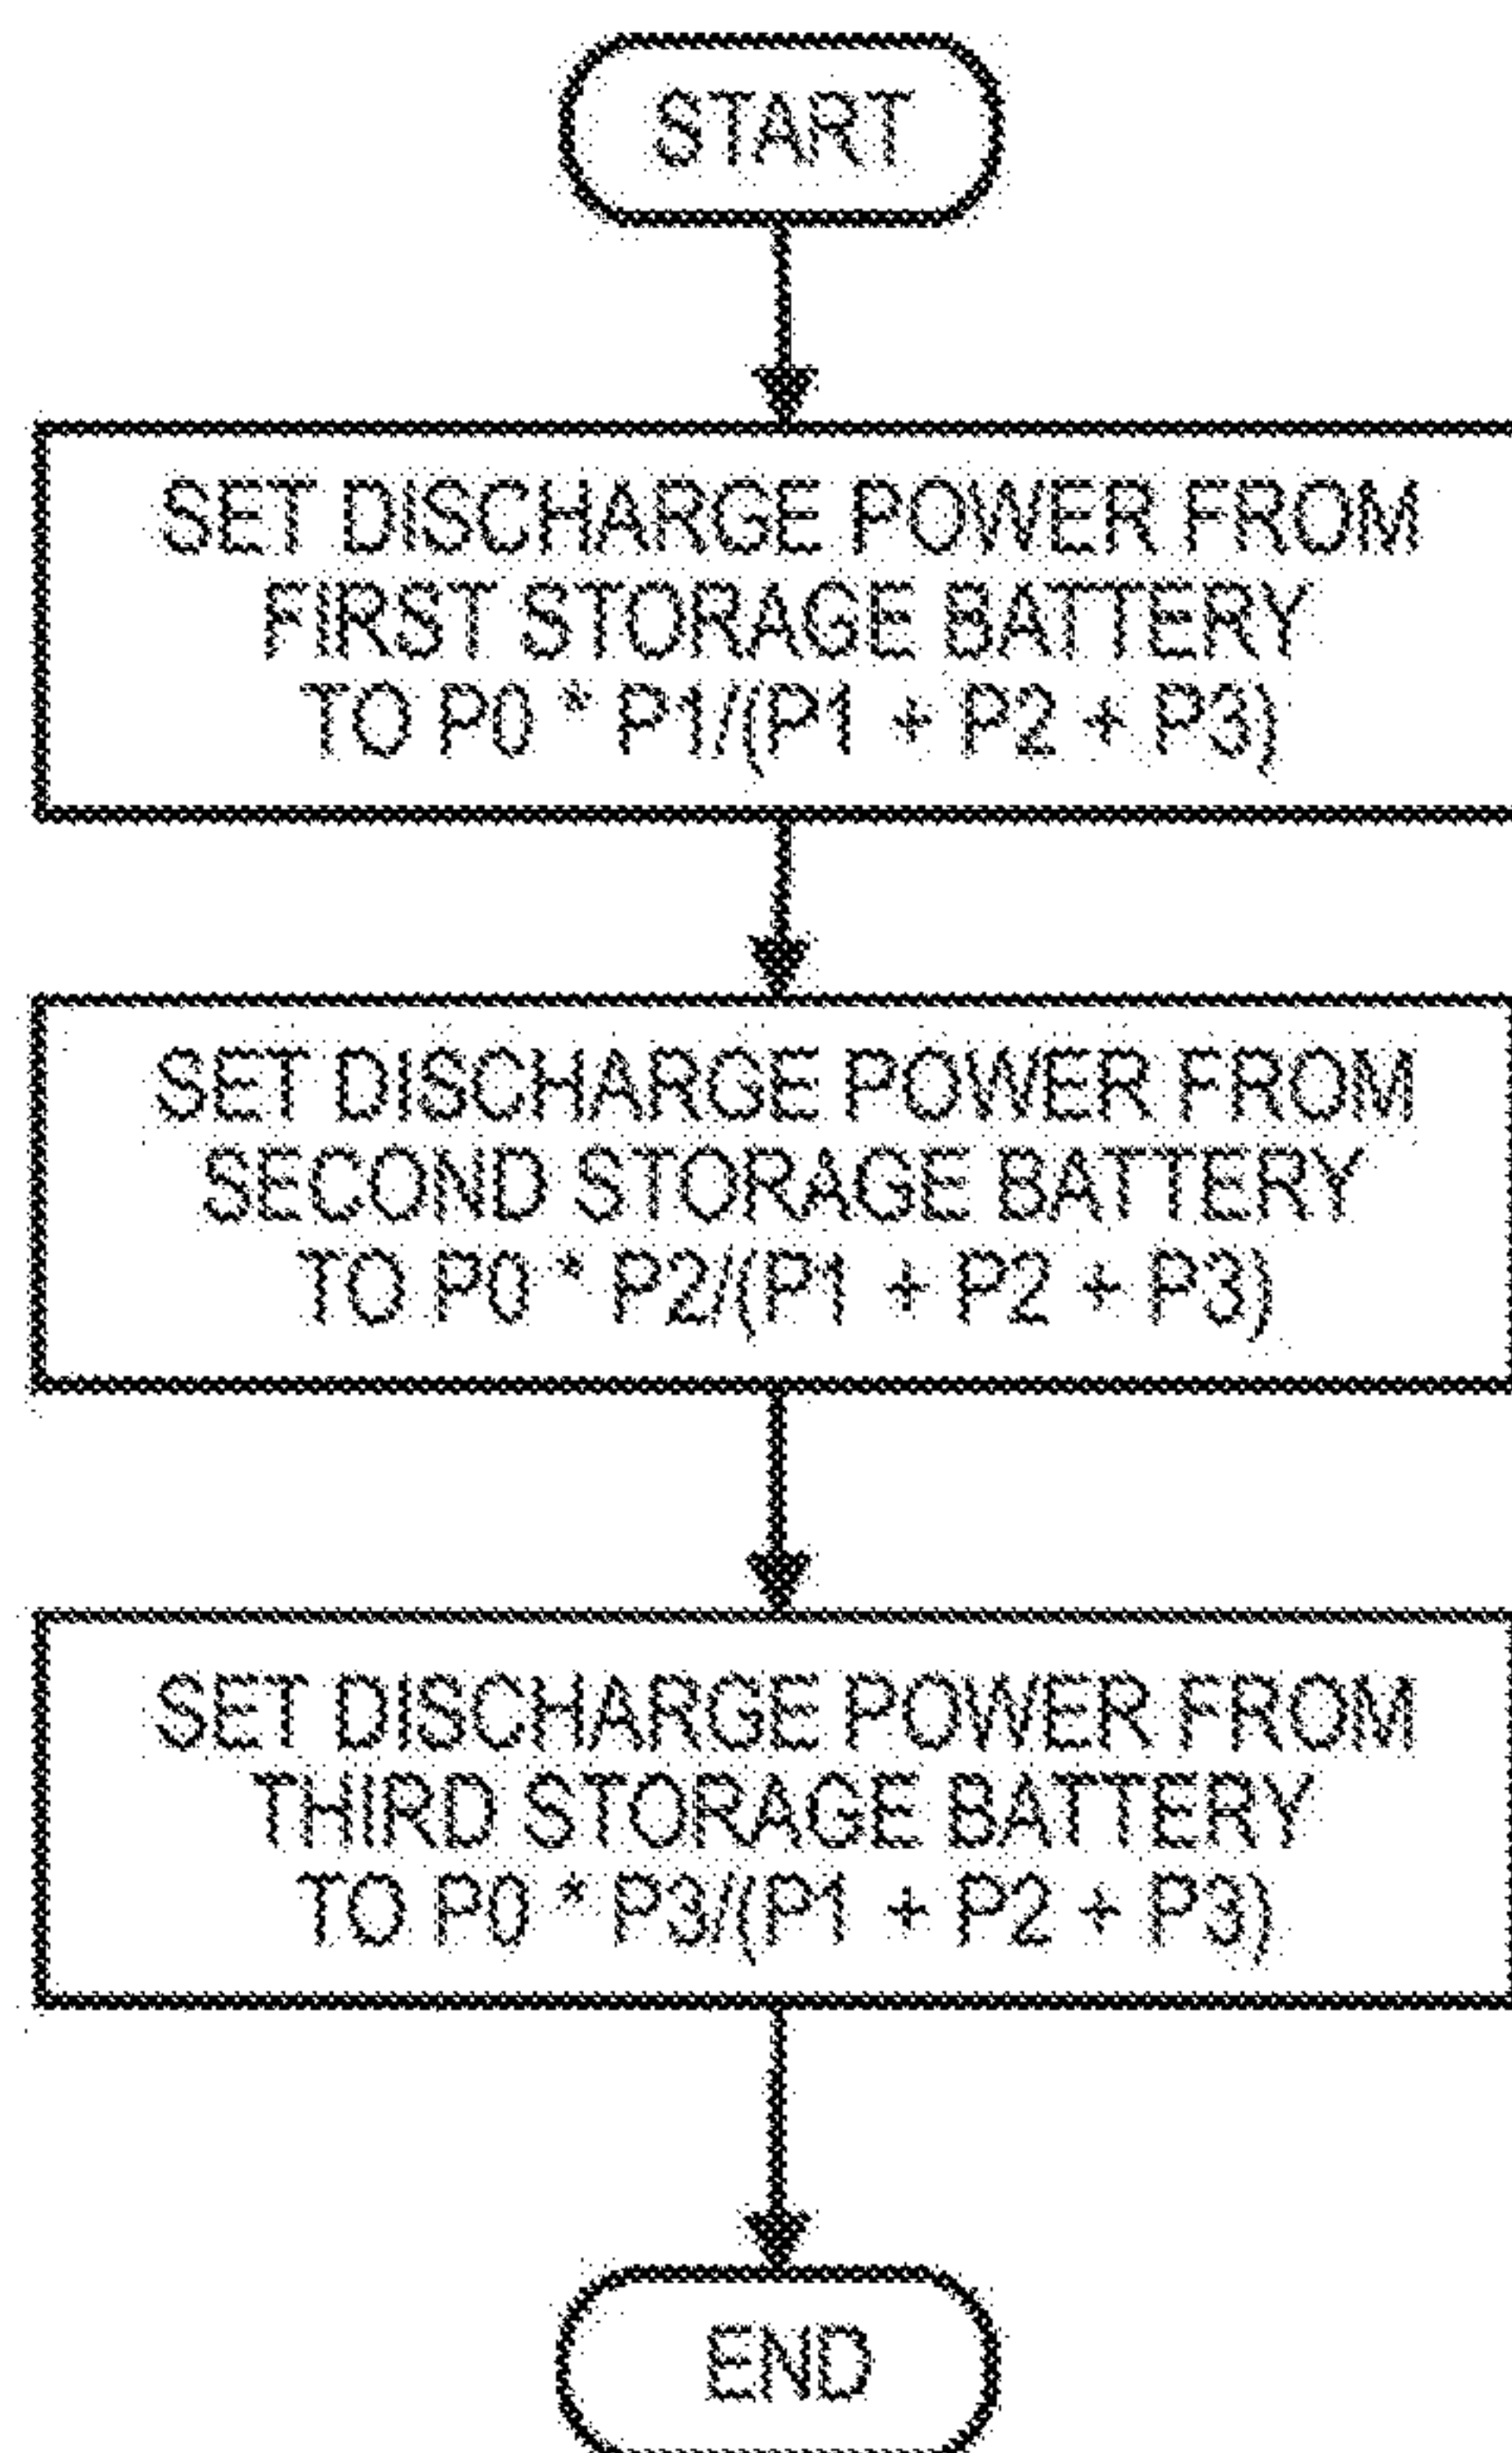 START
SET DISCHARGE POWER FROM
FIRST STORAGE BATTERY
TO P0 * P1/(P1 + P2 + P3)
SET DISCHARGE POWER FROM
SECOND STORAGE BATTERY
TO P0 * P2/(P1 + P2 + P3)
SET DISCHARGE POWER FROM
THIRD STORAGE BATTERY
TO P0 * P3/(P1 + P2 + P3)
END